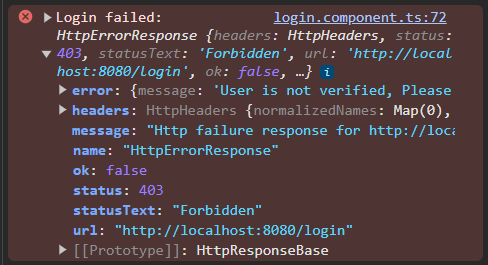 Login failed: login.component.ts:72
HttpErrorResponse {headers: HttpHeaders, status:
403, statusText: 'Forbidden', url: 'http://local
host:8080/login', ok: false, …} i
error: {message: 'User is not verified, Please
headers: HttpHeaders {normalizedNames: Map(0),
message: "Http failure response for http://loca
name: "HttpErrorResponse"
ok: false
status: 403
statusText: "Forbidden"
url: "http://localhost:8080/login"
[[Prototype]]: HttpResponseBase